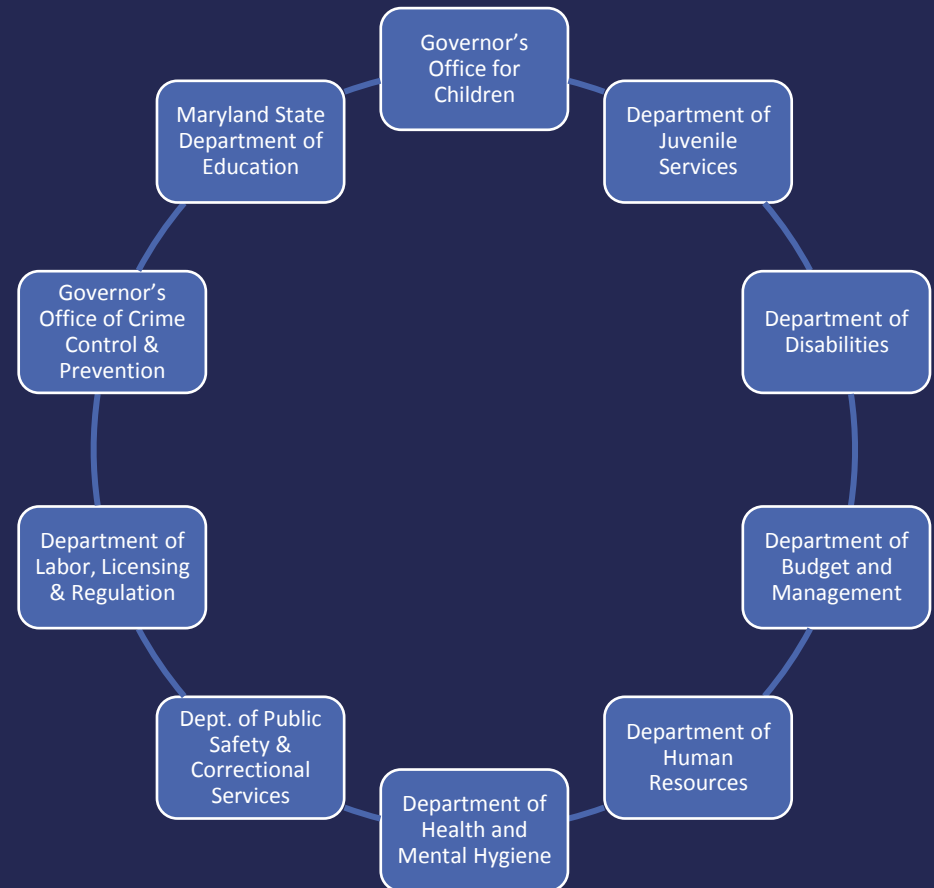 Governor’s
Office for
Children
Department of
Juvenile
Services
Department of
Disabilities
Department of
Budget and
Management
Department of
Human
Resources
Department of
Health and
Mental Hygiene
Dept. of Public
Safety &
Correctional
Services
Department of
Labor, Licensing
& Regulation
Governor’s
Office of Crime
Control &
Prevention
Maryland State
Department of
Education